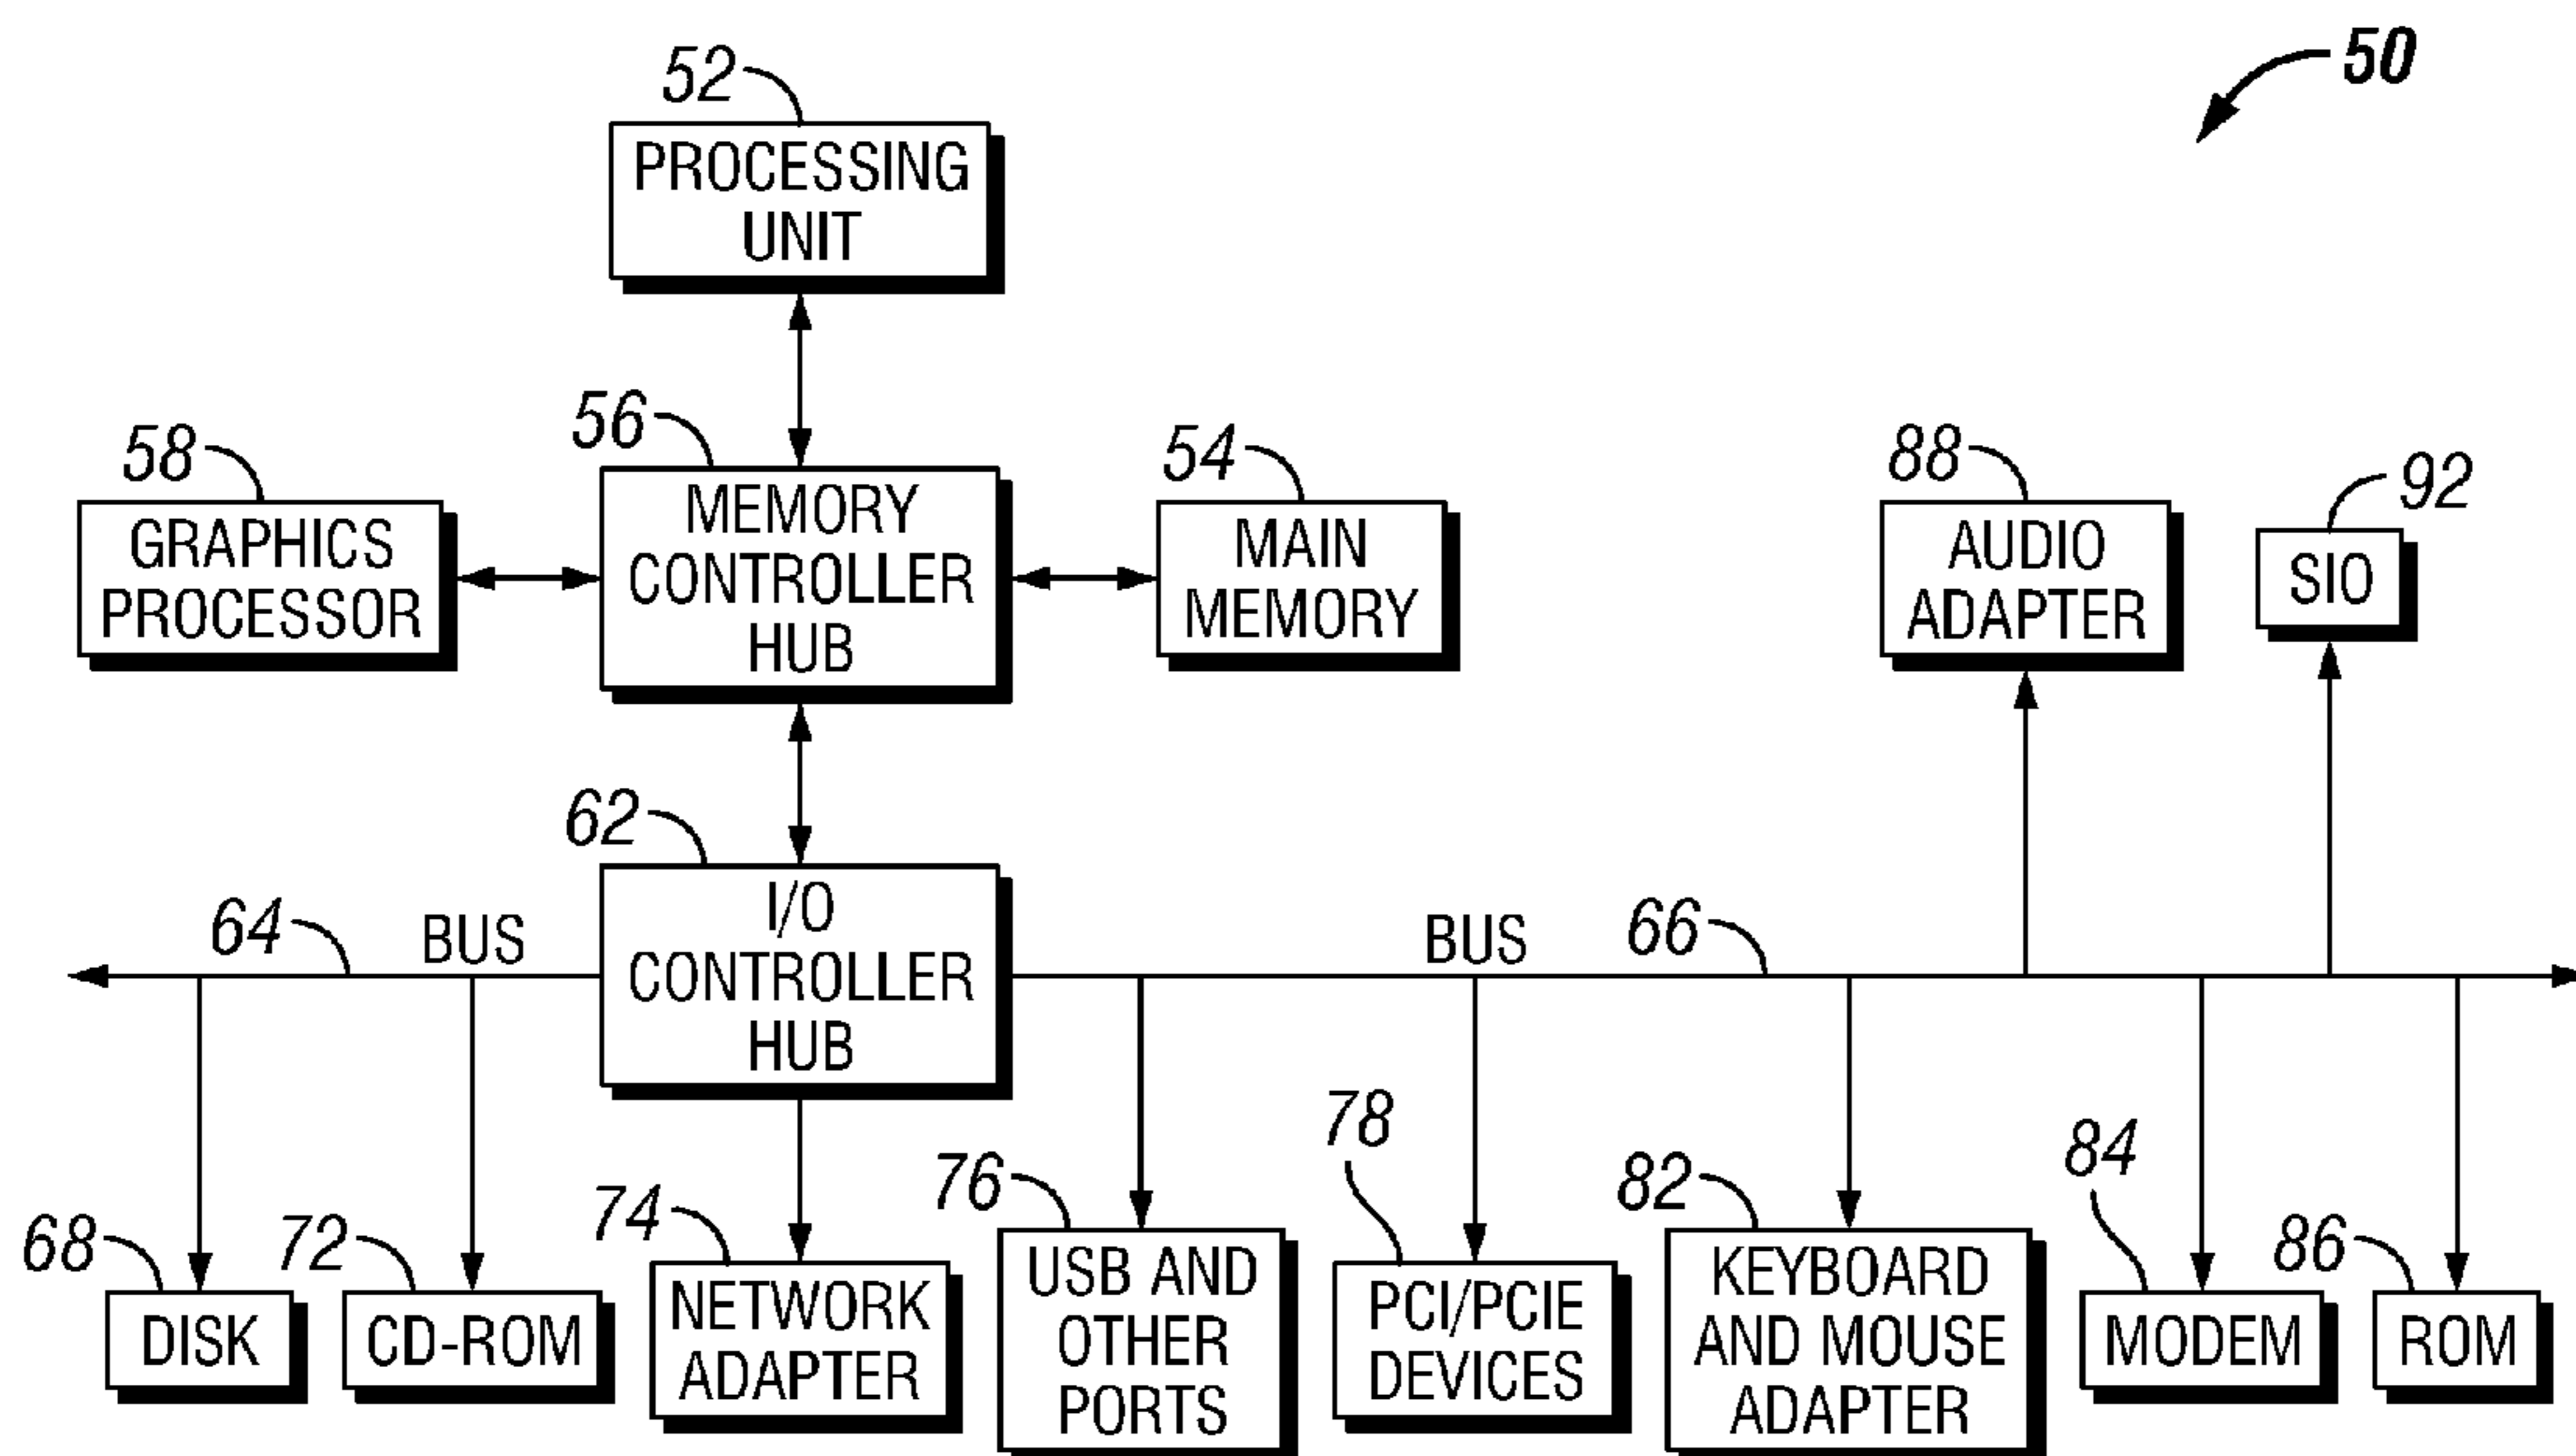 50
52
PROCESSING
UNIT
56
MEMORY
CONTROLLER
HUB
58
GRAPHICS
PROCESSOR
54
MAIN
MEMORY
88
AUDIO
ADAPTER
92
SIO
62
I/O
CONTROLLER
HUB
64
BUS
BUS
66
68
DISK
72
CD-ROM
74
NETWORK
ADAPTER
76
USB AND
OTHER
PORTS
78
PCI/PCIE
DEVICES
82
KEYBOARD
AND MOUSE
ADAPTER
84
MODEM
86
ROM